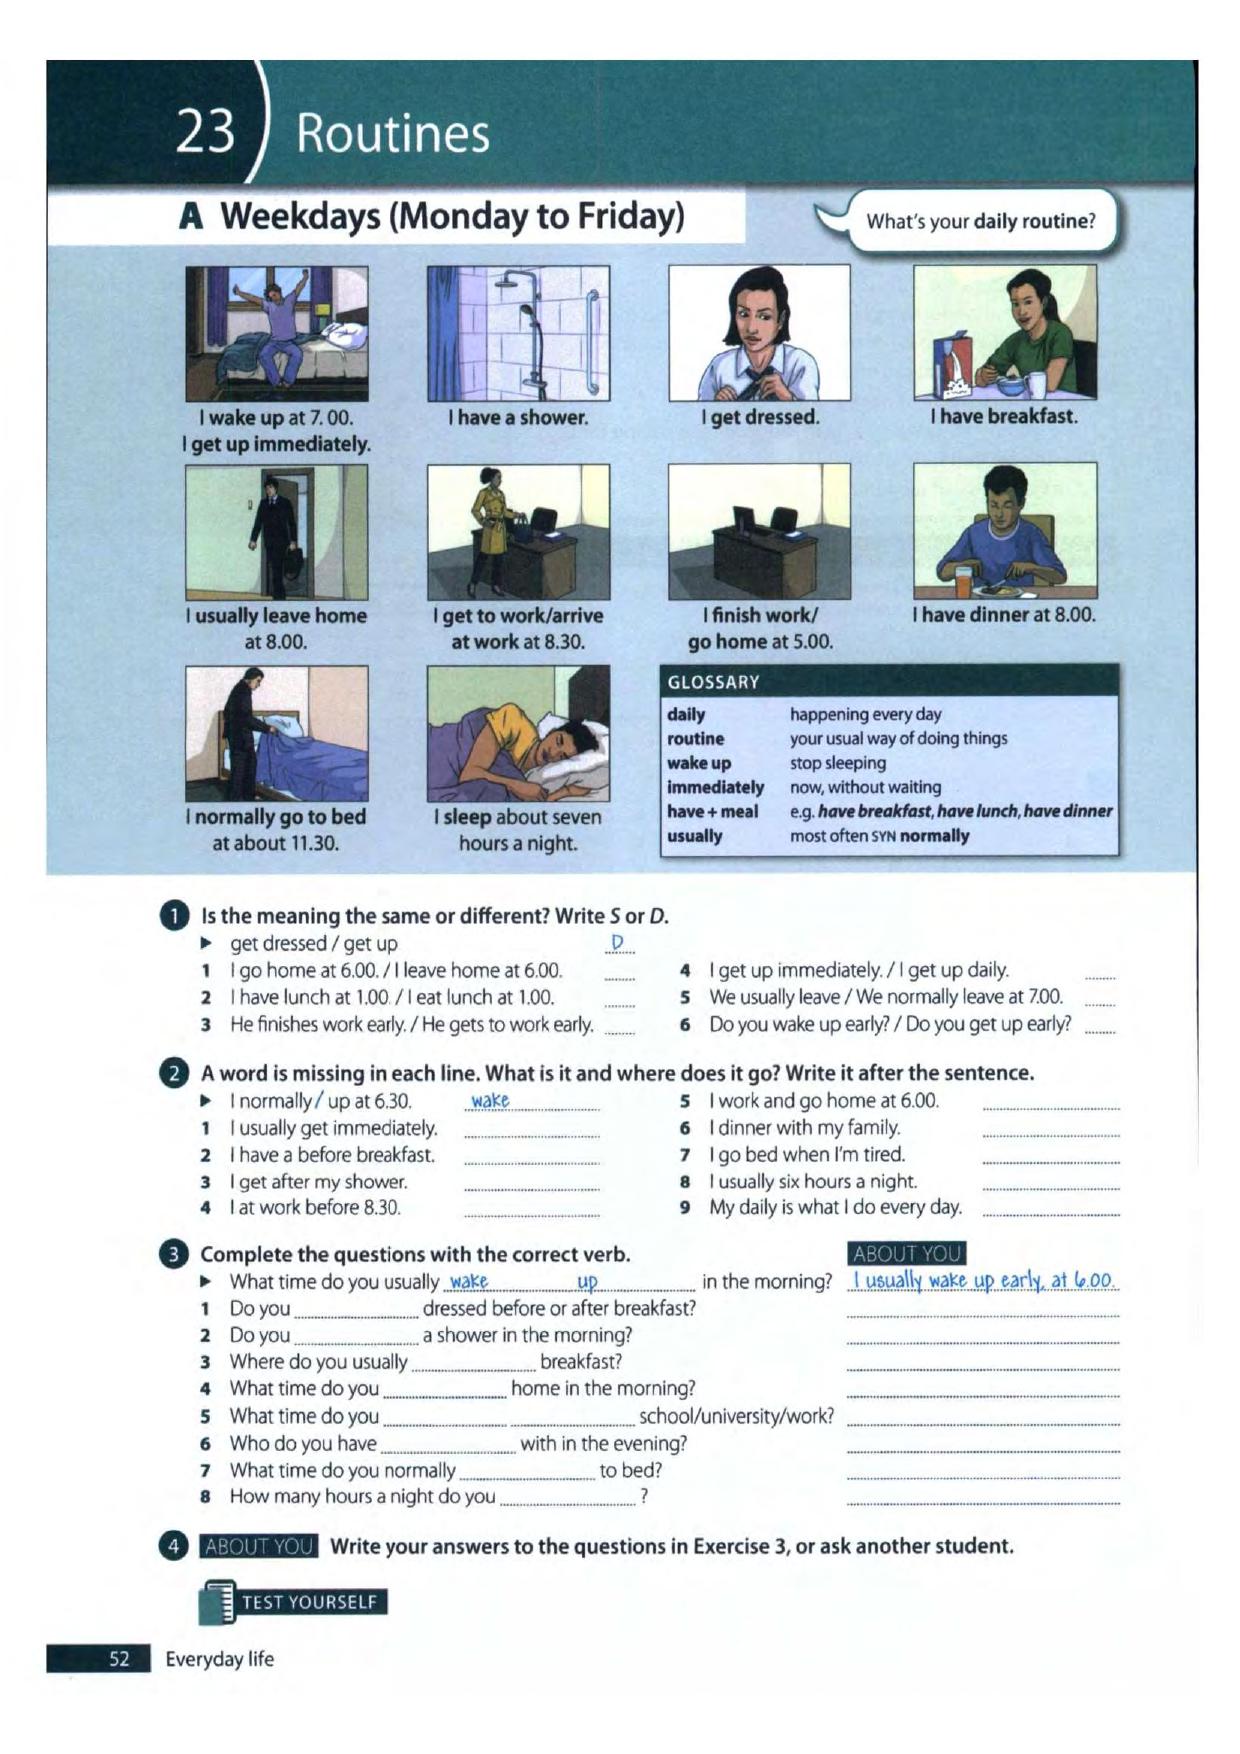 23 Routines
A Weekdays (Monday to Friday)
What's your daily routine?
I wake up at 7.00.
I get up immediately.
I have a shower.
I get dressed.
I have breakfast.
I usually leave home
at 8.00.
I get to work/arrive
at work at 8.30.
I finish work/
go home at 5.00.
I have dinner at 8.00.
I normally go to bed
at about 11.30.
I sleep about seven
hours a night.
GLOSSARY
daily happening every day
routine your usual way of doing things
wake up stop sleeping
immediately now, without waiting
have + meal e.g. have breakfast, have lunch, have dinner
usually most often SYN normally
1 Is the meaning the same or different? Write S or D.
► get dressed / get up D
1 I go home at 6.00. / I leave home at 6.00.
2 I have lunch at 1.00. / I eat lunch at 1.00.
3 He finishes work early. / He gets to work early.
4 I get up immediately. / I get up daily.
5 We usually leave / We normally leave at 7.00.
6 Do you wake up early? / Do you get up early?
2 A word is missing in each line. What is it and where does it go? Write it after the sentence.
► I normally / up at 6.30. wake
1 I usually get immediately.
2 I have a before breakfast.
3 I get after my shower.
4 I at work before 8.30.
5 I work and go home at 6.00.
6 I dinner with my family.
7 I go bed when I'm tired.
8 I usually six hours a night.
9 My daily is what I do every day.
3 Complete the questions with the correct verb.
ABOUT YOU
► What time do you usually wake up in the morning? I usually wake up early, at 6.00.
1 Do you ............ dressed before or after breakfast?
2 Do you ............ a shower in the morning?
3 Where do you usually ............ breakfast?
4 What time do you ............ home in the morning?
5 What time do you ............ ............ school/university/work?
6 Who do you have ............ with in the evening?
7 What time do you normally ............ to bed?
8 How many hours a night do you ............ ?
4 ABOUT YOU Write your answers to the questions in Exercise 3, or ask another student.
TEST YOURSELF
52 Everyday life